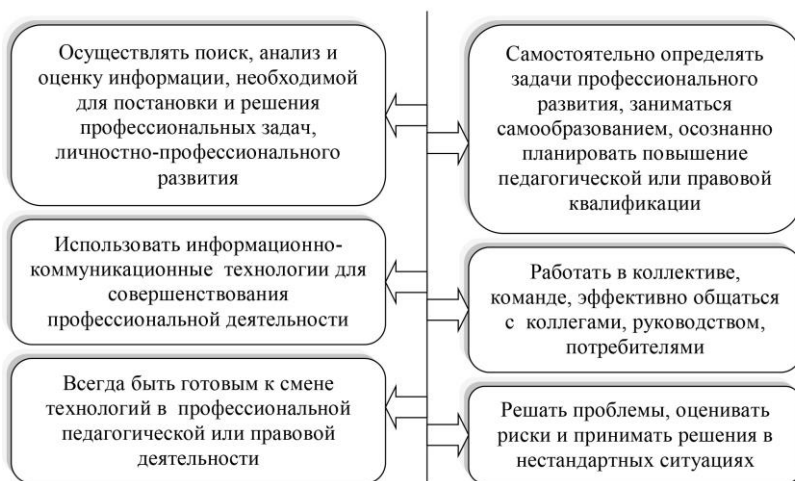 Осуществлять поиск, анализ и
оценку информации, необходимой
для постановки и решения
профессиональных задач,
личностно-профессионального
развития
Самостоятельно определять
задачи профессионального
развития, заниматься
самообразованием, осознанно
планировать повышение
педагогической или правовой
квалификации
Использовать информационно-
коммуникационные технологии для
совершенствования
профессиональной деятельности
Работать в коллективе,
команде, эффективно общаться
с коллегами, руководством,
потребителями
Всегда быть готовым к смене
технологий в профессиональной
педагогической или правовой
деятельности
Решать проблемы, оценивать
риски и принимать решения в
нестандартных ситуациях